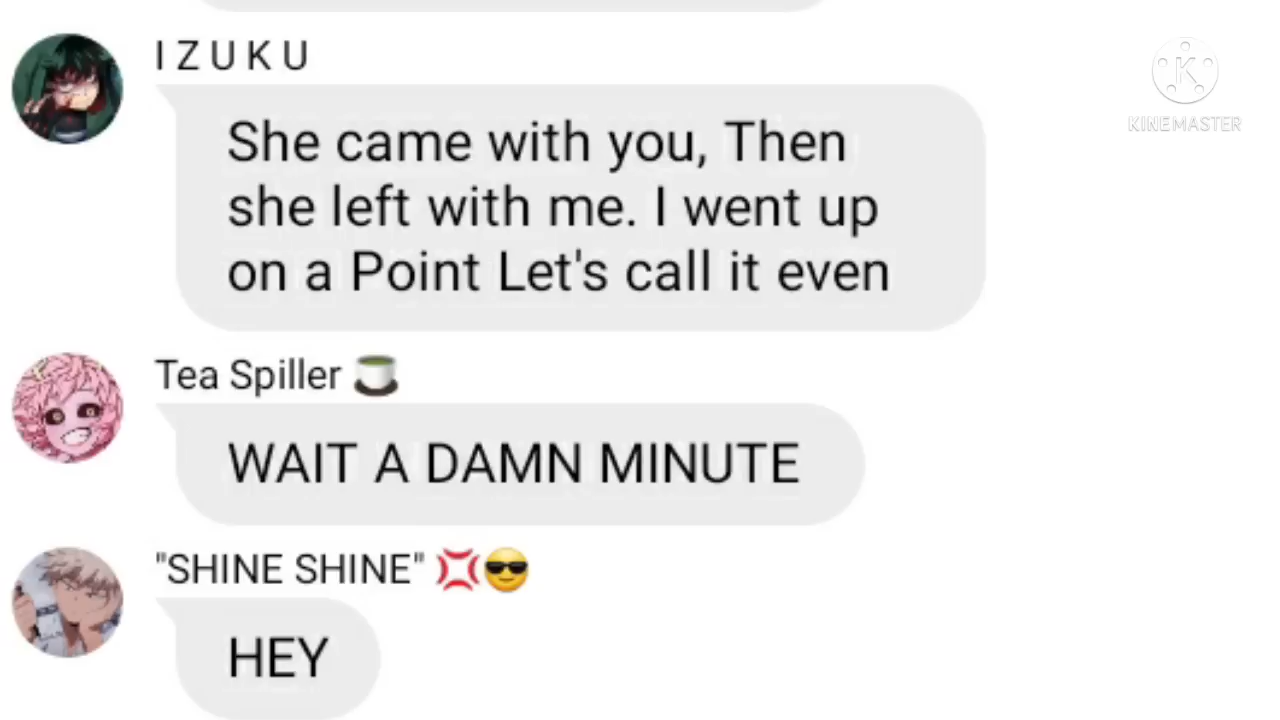 I Z U K U
KINEMASTER
She came with you, Then
she left with me. I went up
on a Point Let's call it even
Tea Spiller 🍵
WAIT A DAMN MINUTE
"SHINE SHINE" 💢😎
HEY